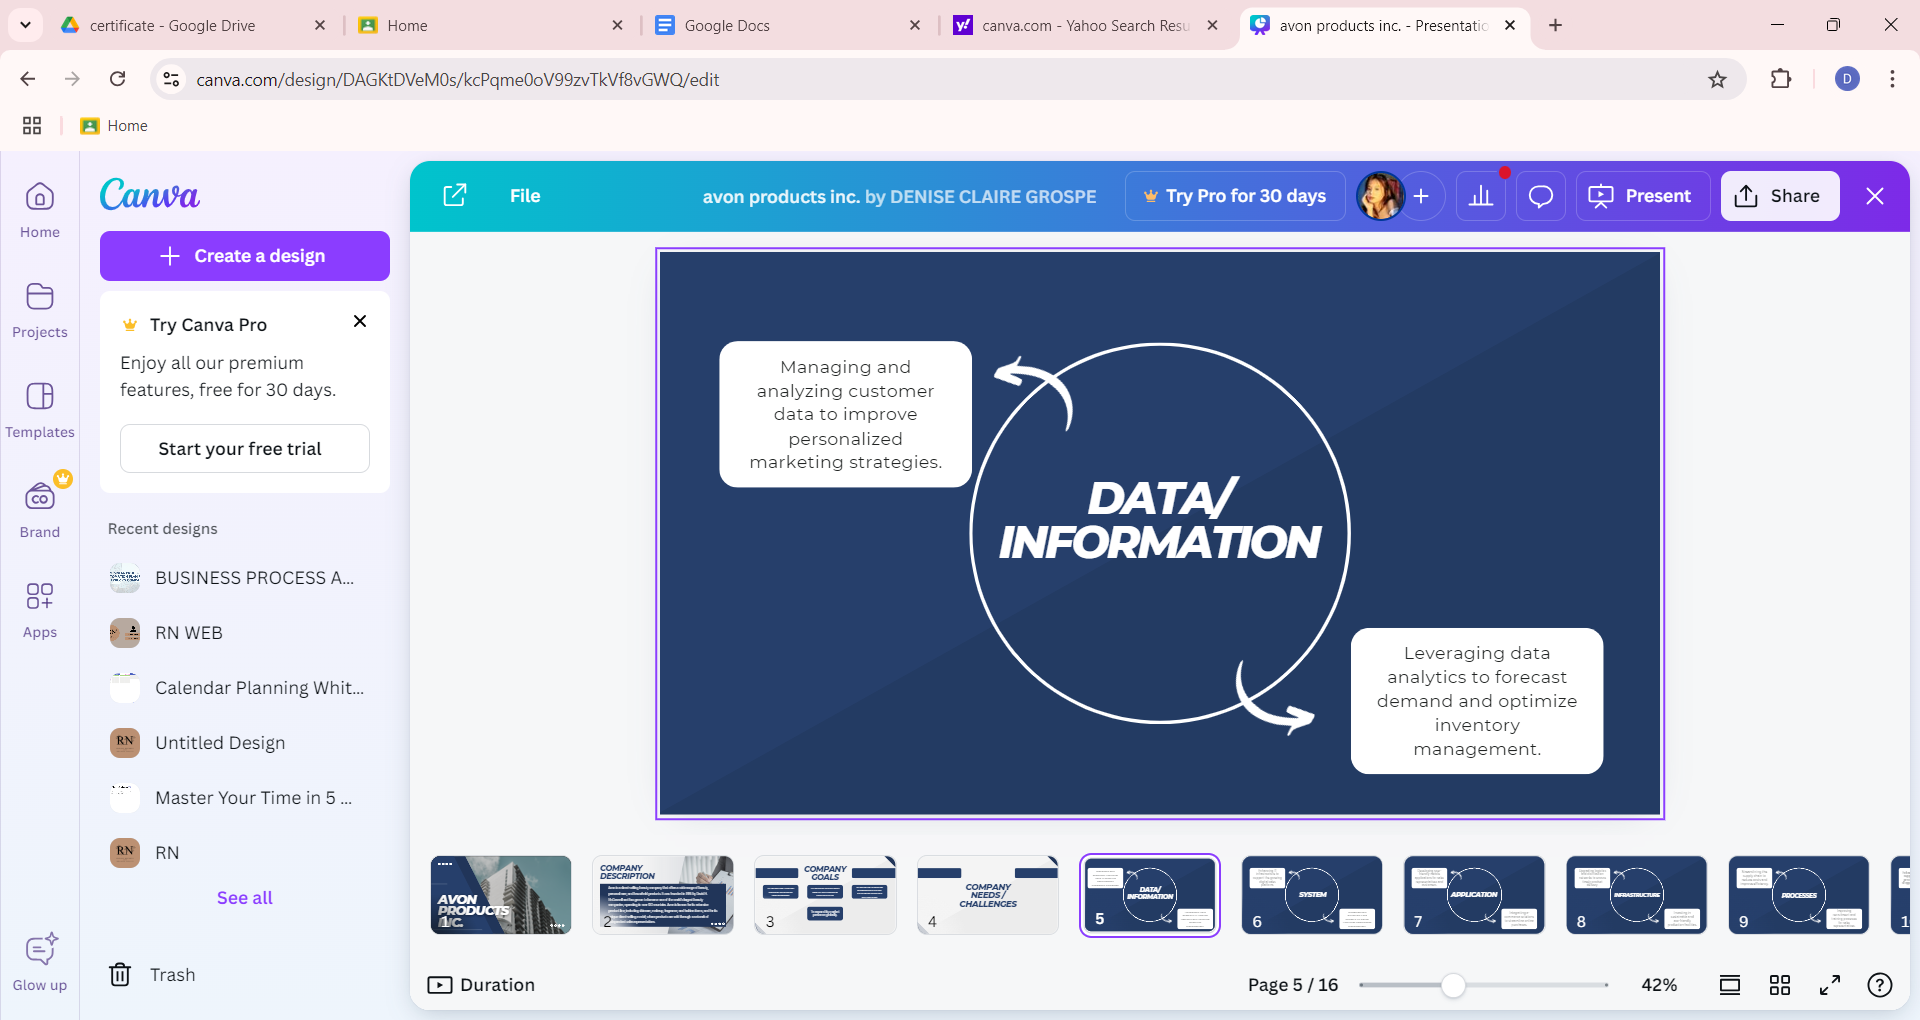 certificate - Google Drive
Home
Google Docs
canva.com - Yahoo Search Resu
avon products inc. - Presentatio
canva.com/design/DAGKtDVeM0s/kcPqme0oV99zvTkVf8vGWQ/edit
D
Home
Canva
File
avon products inc. by DENISE CLAIRE GROSPE
Try Pro for 30 days
Present
Share
Home
Projects
Templates
Brand
Apps
Glow up
Create a design
Try Canva Pro
Enjoy all our premium
features, free for 30 days.
Start your free trial
Recent designs
BUSINESS PROCESS A...
RN WEB
Calendar Planning Whit...
RN
Untitled Design
Master Your Time in 5 ...
RN
RN
See all
Trash
Managing and
analyzing customer
data to improve
personalized
marketing strategies.
DATA/
INFORMATION
Leveraging data
analytics to forecast
demand and optimize
inventory
management.
AVON
PRODUCTS
INC.
1
COMPANY
DESCRIPTION
2
COMPANY
GOALS
3
COMPANY
NEEDS /
CHALLENGES
4
DATA/
INFORMATION
5
SYSTEM
6
APPLICATION
7
INFRASTRUCTURE
8
PROCESSES
9
Duration
Page 5 / 16
42%